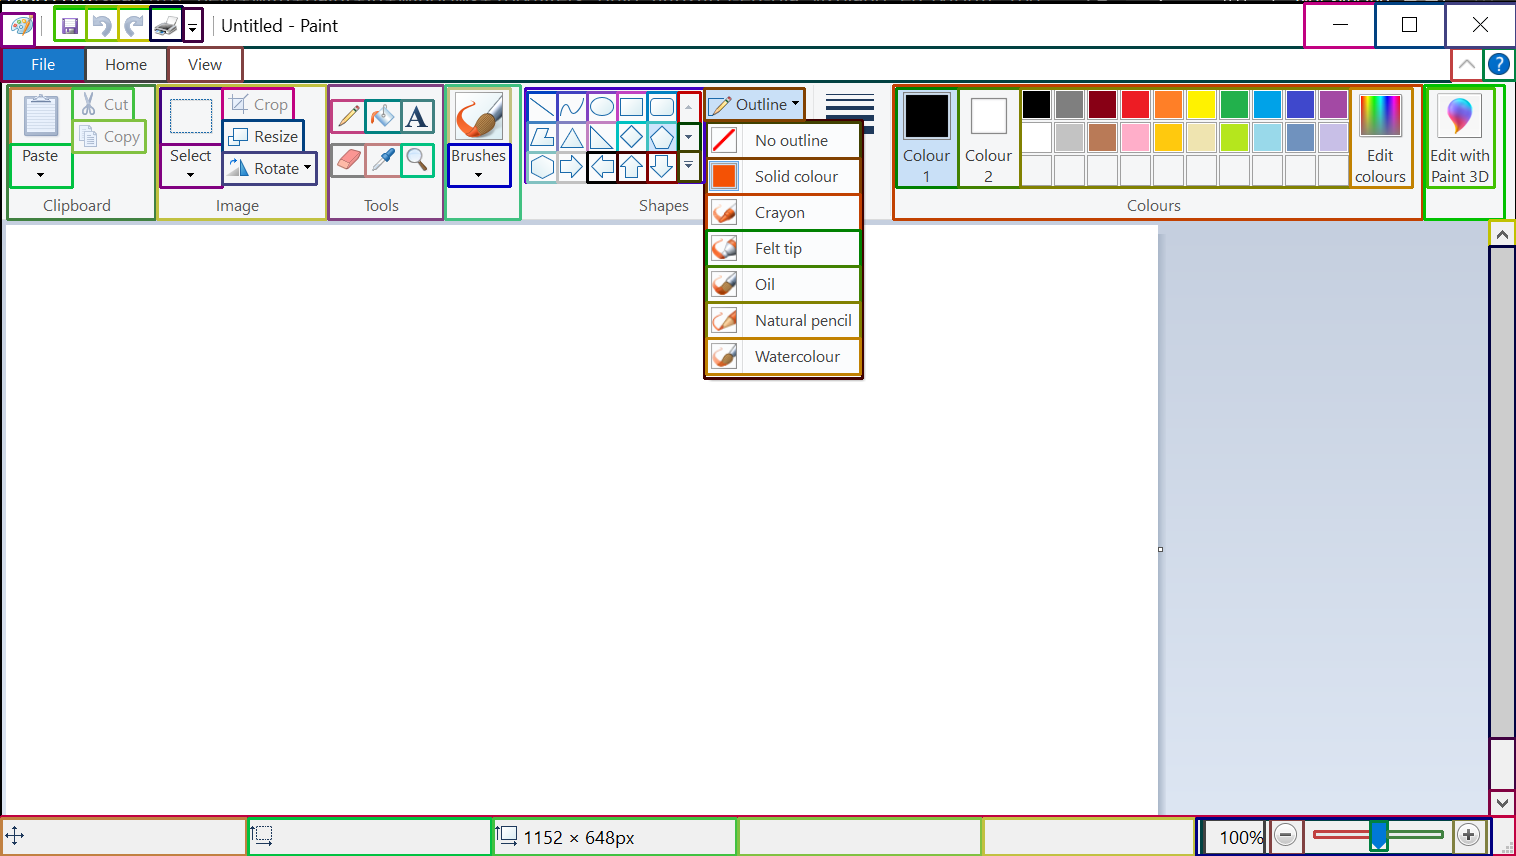 Untitled - Paint
File
Home
View
Paste
Cut
Copy
Clipboard
Select
Crop
Resize
Rotate
Image
A
Tools
Brushes
Shapes
Outline
No outline
Solid colour
Crayon
Felt tip
Oil
Natural pencil
Watercolour
Colour
1
Colour
2
Edit
colours
Colours
Edit with
Paint 3D
?
1152 × 648px
100%